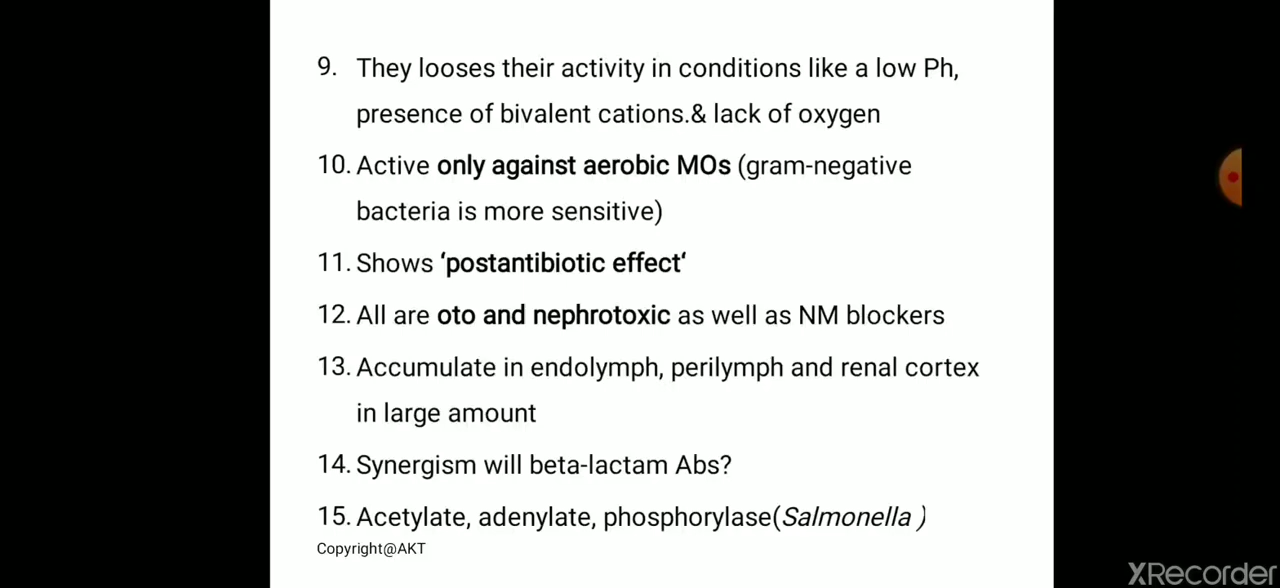 9. They looses their activity in conditions like a low Ph,
presence of bivalent cations.& lack of oxygen
10. Active only against aerobic MOs (gram-negative
bacteria is more sensitive)
11. Shows ‘postantibiotic effect‘
12. All are oto and nephrotoxic as well as NM blockers
13. Accumulate in endolymph, perilymph and renal cortex
in large amount
14. Synergism will beta-lactam Abs?
15. Acetylate, adenylate, phosphorylase(Salmonella )
Copyright@AKT
XRecorder